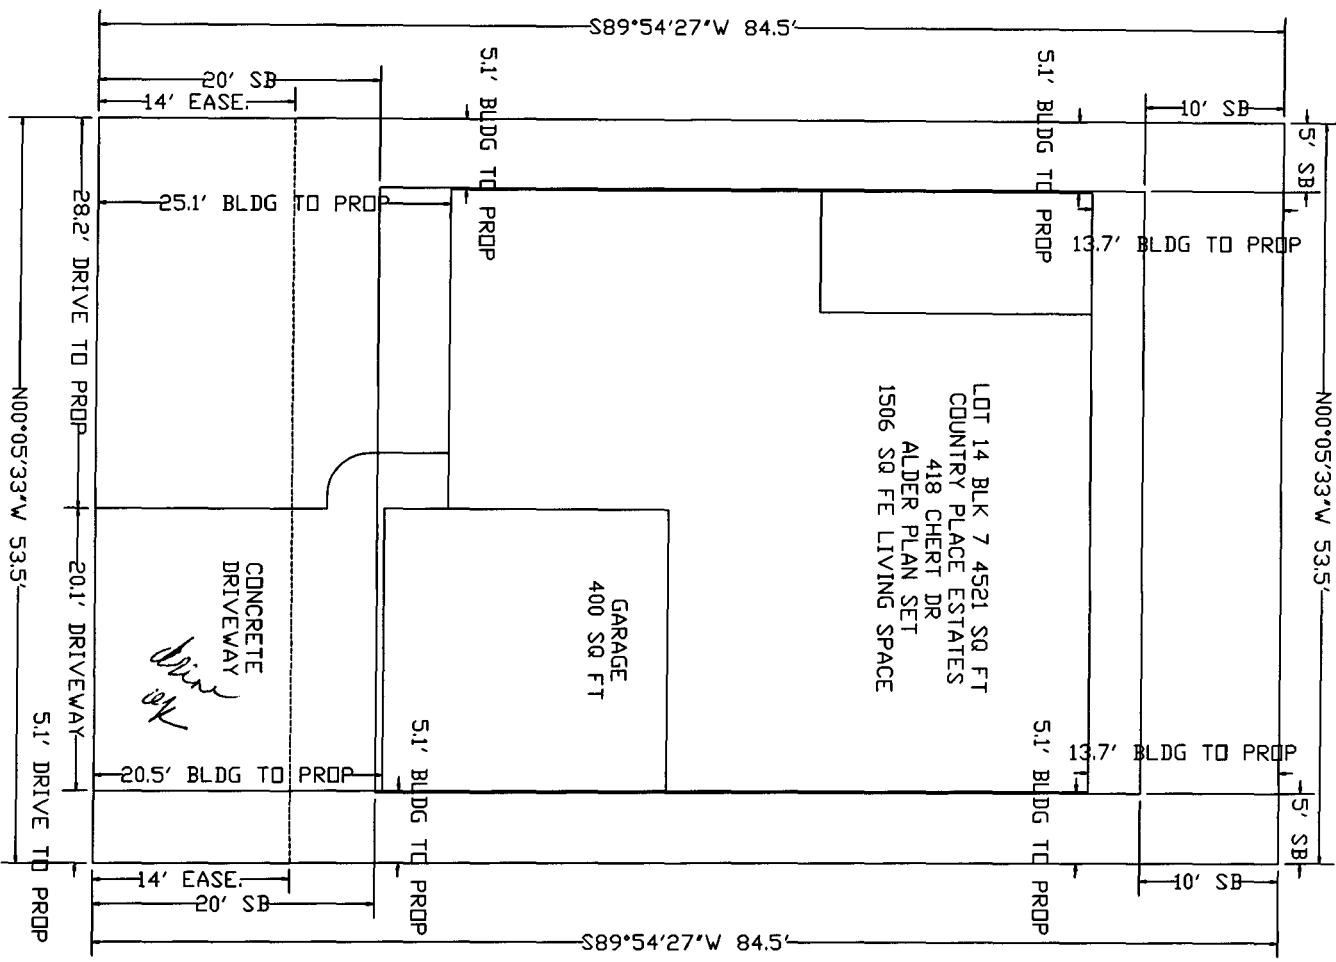 S89°54'27"W 84.5'
20' SB
14' EASE.
5.1' BLDG TO PROP
5.1' BLDG TO PROP
10' SB
5' SB
25.1' BLDG TO PROP
13.7' BLDG TO PROP
28.2' DRIVE TO PROP
N00°05'33"W 53.5'
N00°05'33"W 53.5'
LOT 14 BLK 7 4521 SQ FT
COUNTRY PLACE ESTATES
418 CHERT DR
ALDER PLAN SET
1506 SQ FE LIVING SPACE
GARAGE
400 SQ FT
CONCRETE
DRIVEWAY
20.1' DRIVEWAY
5.1' DRIVE TO PROP
20.5' BLDG TO PROP
5.1' BLDG TO PROP
5.1' BLDG TO PROP
13.7' BLDG TO PROP
5' SB
14' EASE.
20' SB
10' SB
S89°54'27"W 84.5'